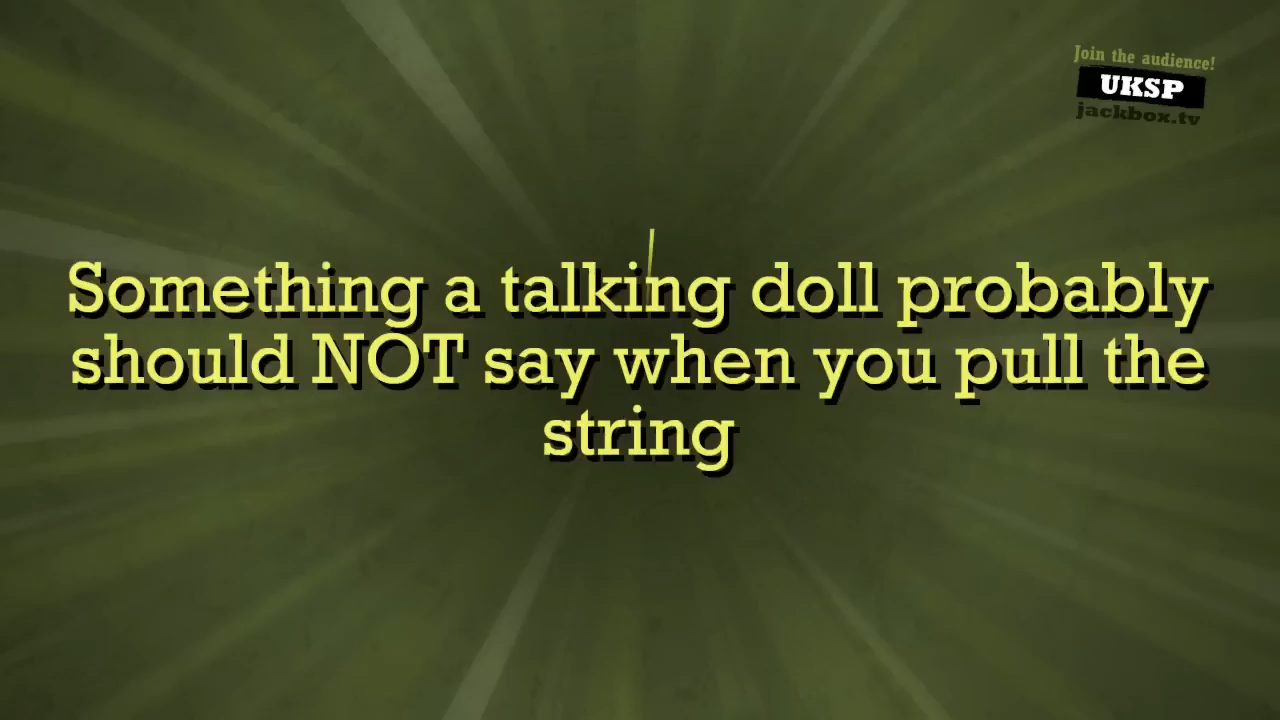 Join the audience!
UKSP
jackbox.tv
Something a talking doll probably
should NOT say when you pull the
string